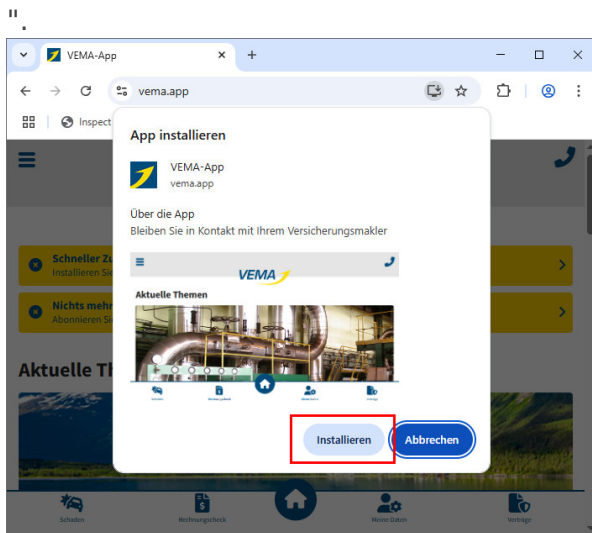 ".
VEMA-App
vema.app
Inspect
App installieren
VEMA-App
vema.app
Über die App
Bleiben Sie in Kontakt mit Ihrem Versicherungsmakler
VEMA
Aktuelle Themen
Installieren
Abbrechen
Schneller Zu
Installieren Sie
Nichts mehr
Abonnieren Si
Aktuelle Th
Schaden
Rechnungscheck
Meine Daten
Verträge